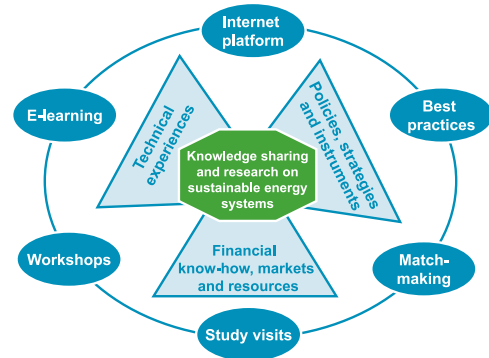 Internet
platform
E-learning
Technical
experiences
Policies, strategies
and instruments
Best
practices
Knowledge sharing
and research on
sustainable energy
systems
Workshops
Financial
know-how, markets
and resources
Match-
making
Study visits